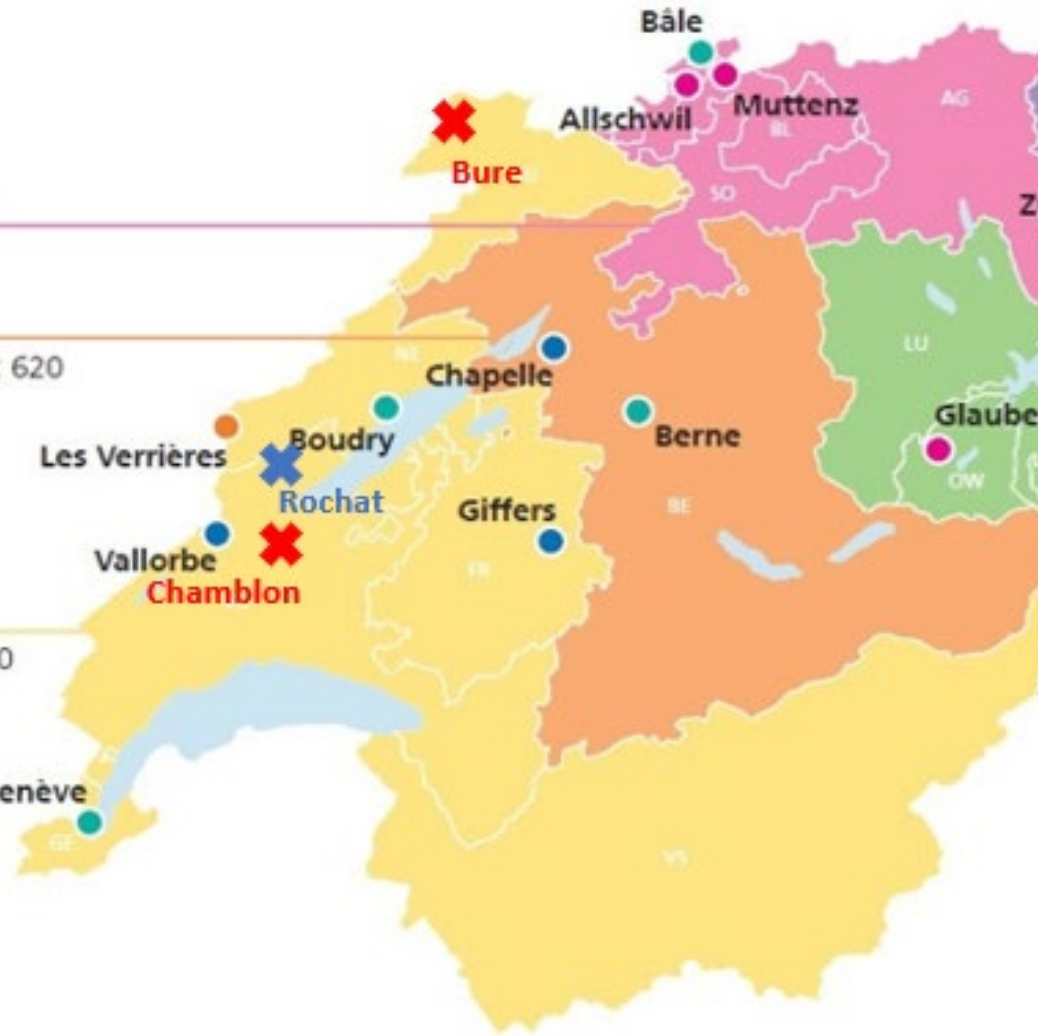 Bâle
Allschwil
Muttenz
AG
BL
Bure
SO
Z
LU
: 620
NE
Chapelle
Glaube
Boudry
Berne
Les Verrières
OW
Rochat
Giffers
BE
Vallorbe
FR
Chamblon
0
enève
GE
VS